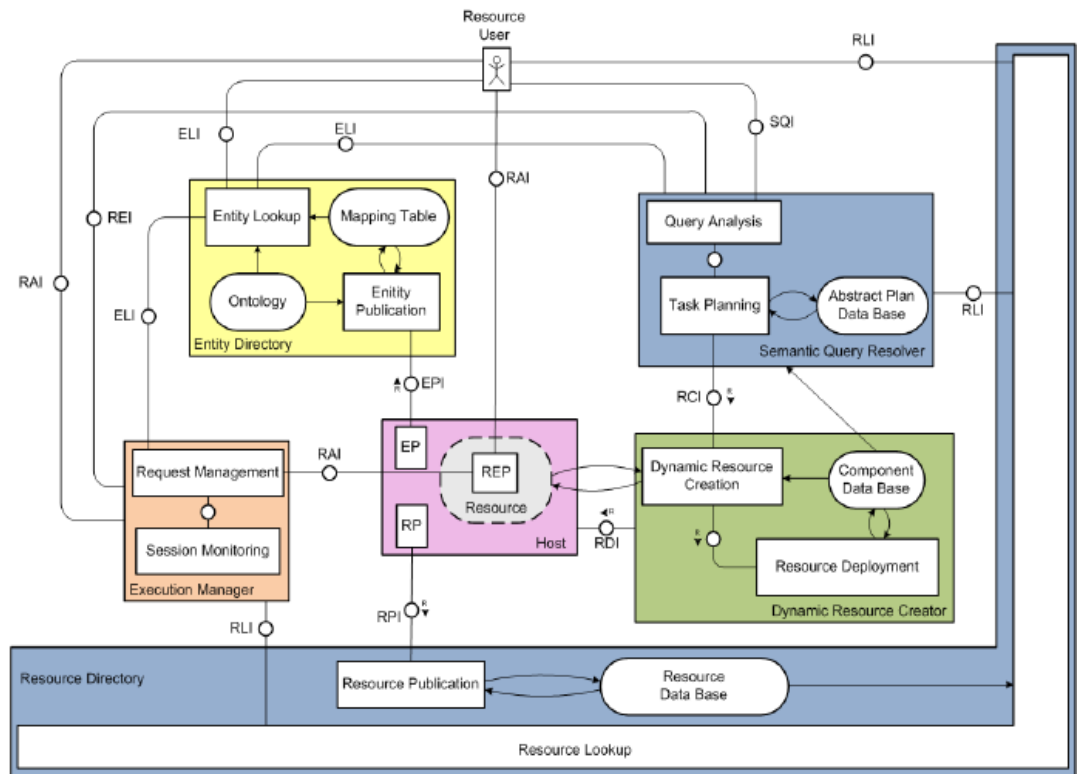 Resource
User
RLI
ELI
ELI
SQI
RAI
REI
RAI
ELI
Entity Lookup
Mapping Table
Ontology
Enitity
Publication
Entity Directory
Query Analysis
Task Planning
Abstract Plan
Data Base
Semantic Query Resolver
RLI
R
EPI
RCI
R
Request Management
Session Monitoring
Execution Manager
RAI
EP
REP
Resource
RP
Host
R
RDI
Dynamic Resource
Creation
Component
Data Base
R
Resource Deployment
Dynamic Resource Creator
RLI
RPI
R
Resource Directory
Resource Publication
Resource
Data Base
Resource Lookup